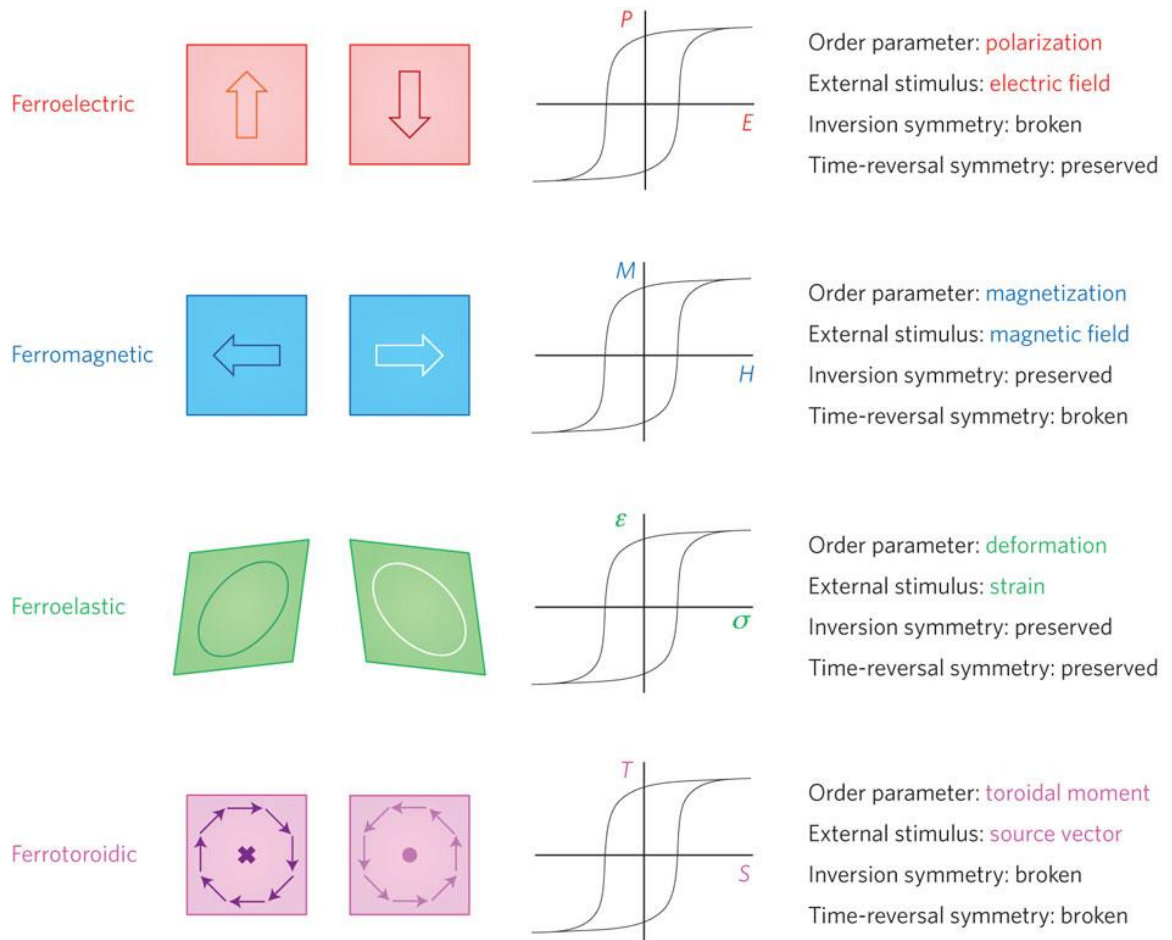 Ferroelectric
P
E
Order parameter: polarization
External stimulus: electric field
Inversion symmetry: broken
Time-reversal symmetry: preserved
Ferromagnetic
M
H
Order parameter: magnetization
External stimulus: magnetic field
Inversion symmetry: preserved
Time-reversal symmetry: broken
Ferroelastic
ε
σ
Order parameter: deformation
External stimulus: strain
Inversion symmetry: preserved
Time-reversal symmetry: preserved
Ferrotoroidic
T
S
Order parameter: toroidal moment
External stimulus: source vector
Inversion symmetry: broken
Time-reversal symmetry: broken